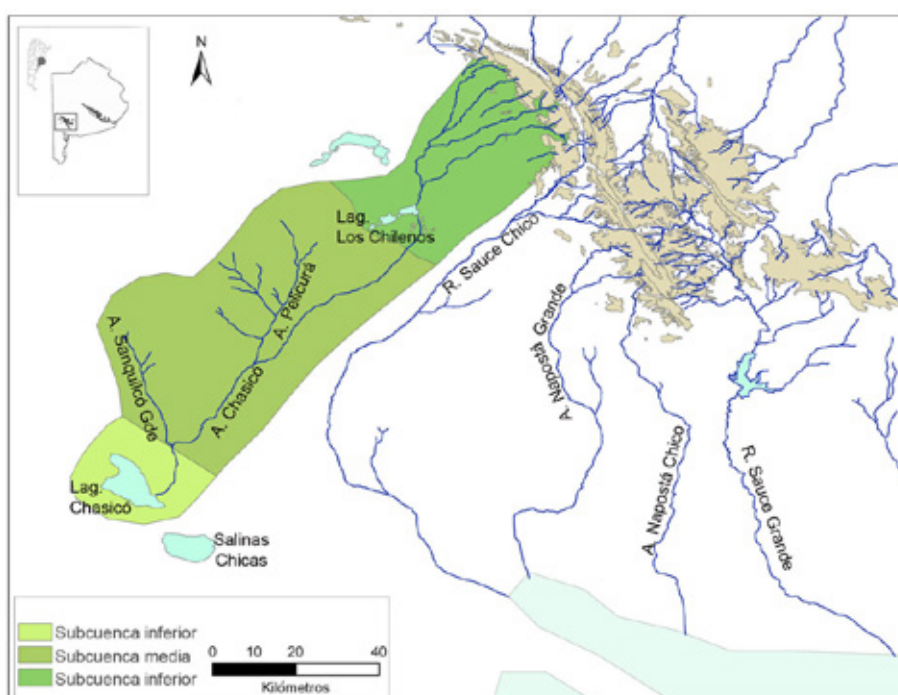 N
Lag.
Los Chilenos
R. Sauce Chico
A. Pelicurá
A. Napostá Grande
A. Sanquilcó Gde
A. Chasicó
A. Napostá Chico
R. Sauce Grande
Lag.
Chasicó
Salinas
Chicas
Subcuenca inferior
Subcuenca media
Subcuenca inferior
0 10 20 40
Kilómetros